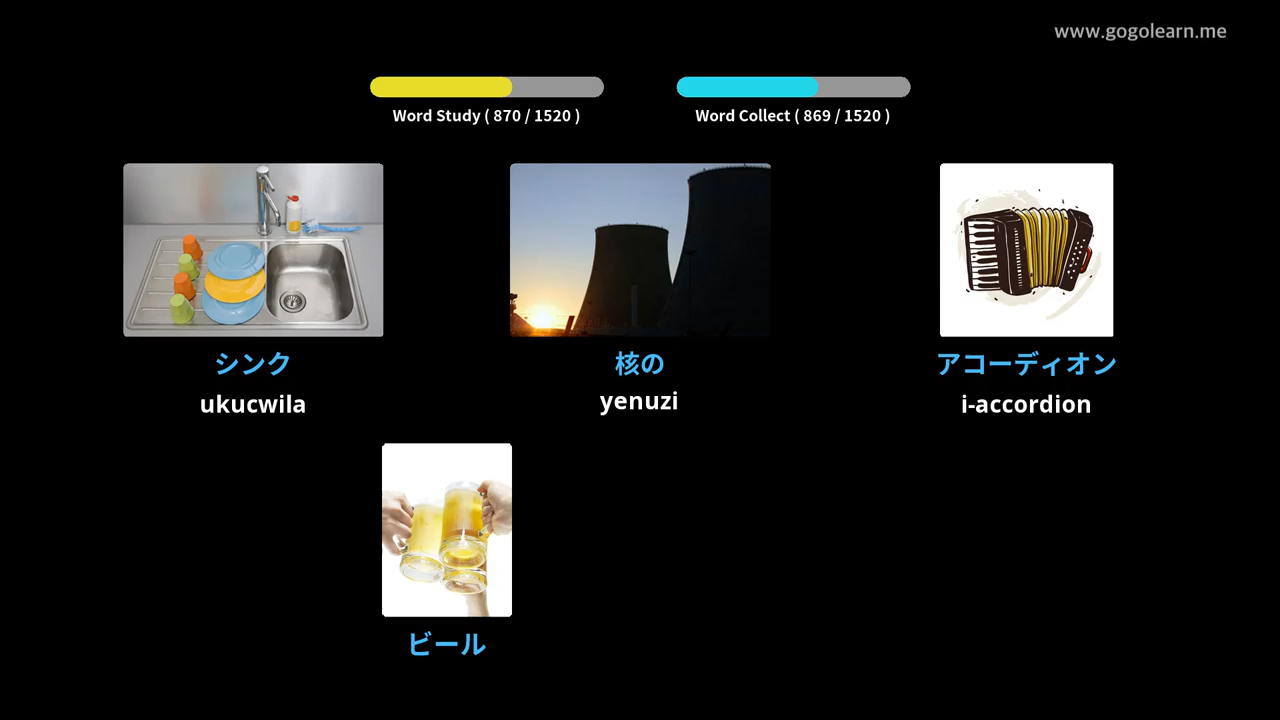 www.gogolearn.me
Word Study ( 870 / 1520 )
Word Collect ( 869 / 1520 )
シンク
ukucwila
核の
yenuzi
アコーディオン
i-accordion
ビール